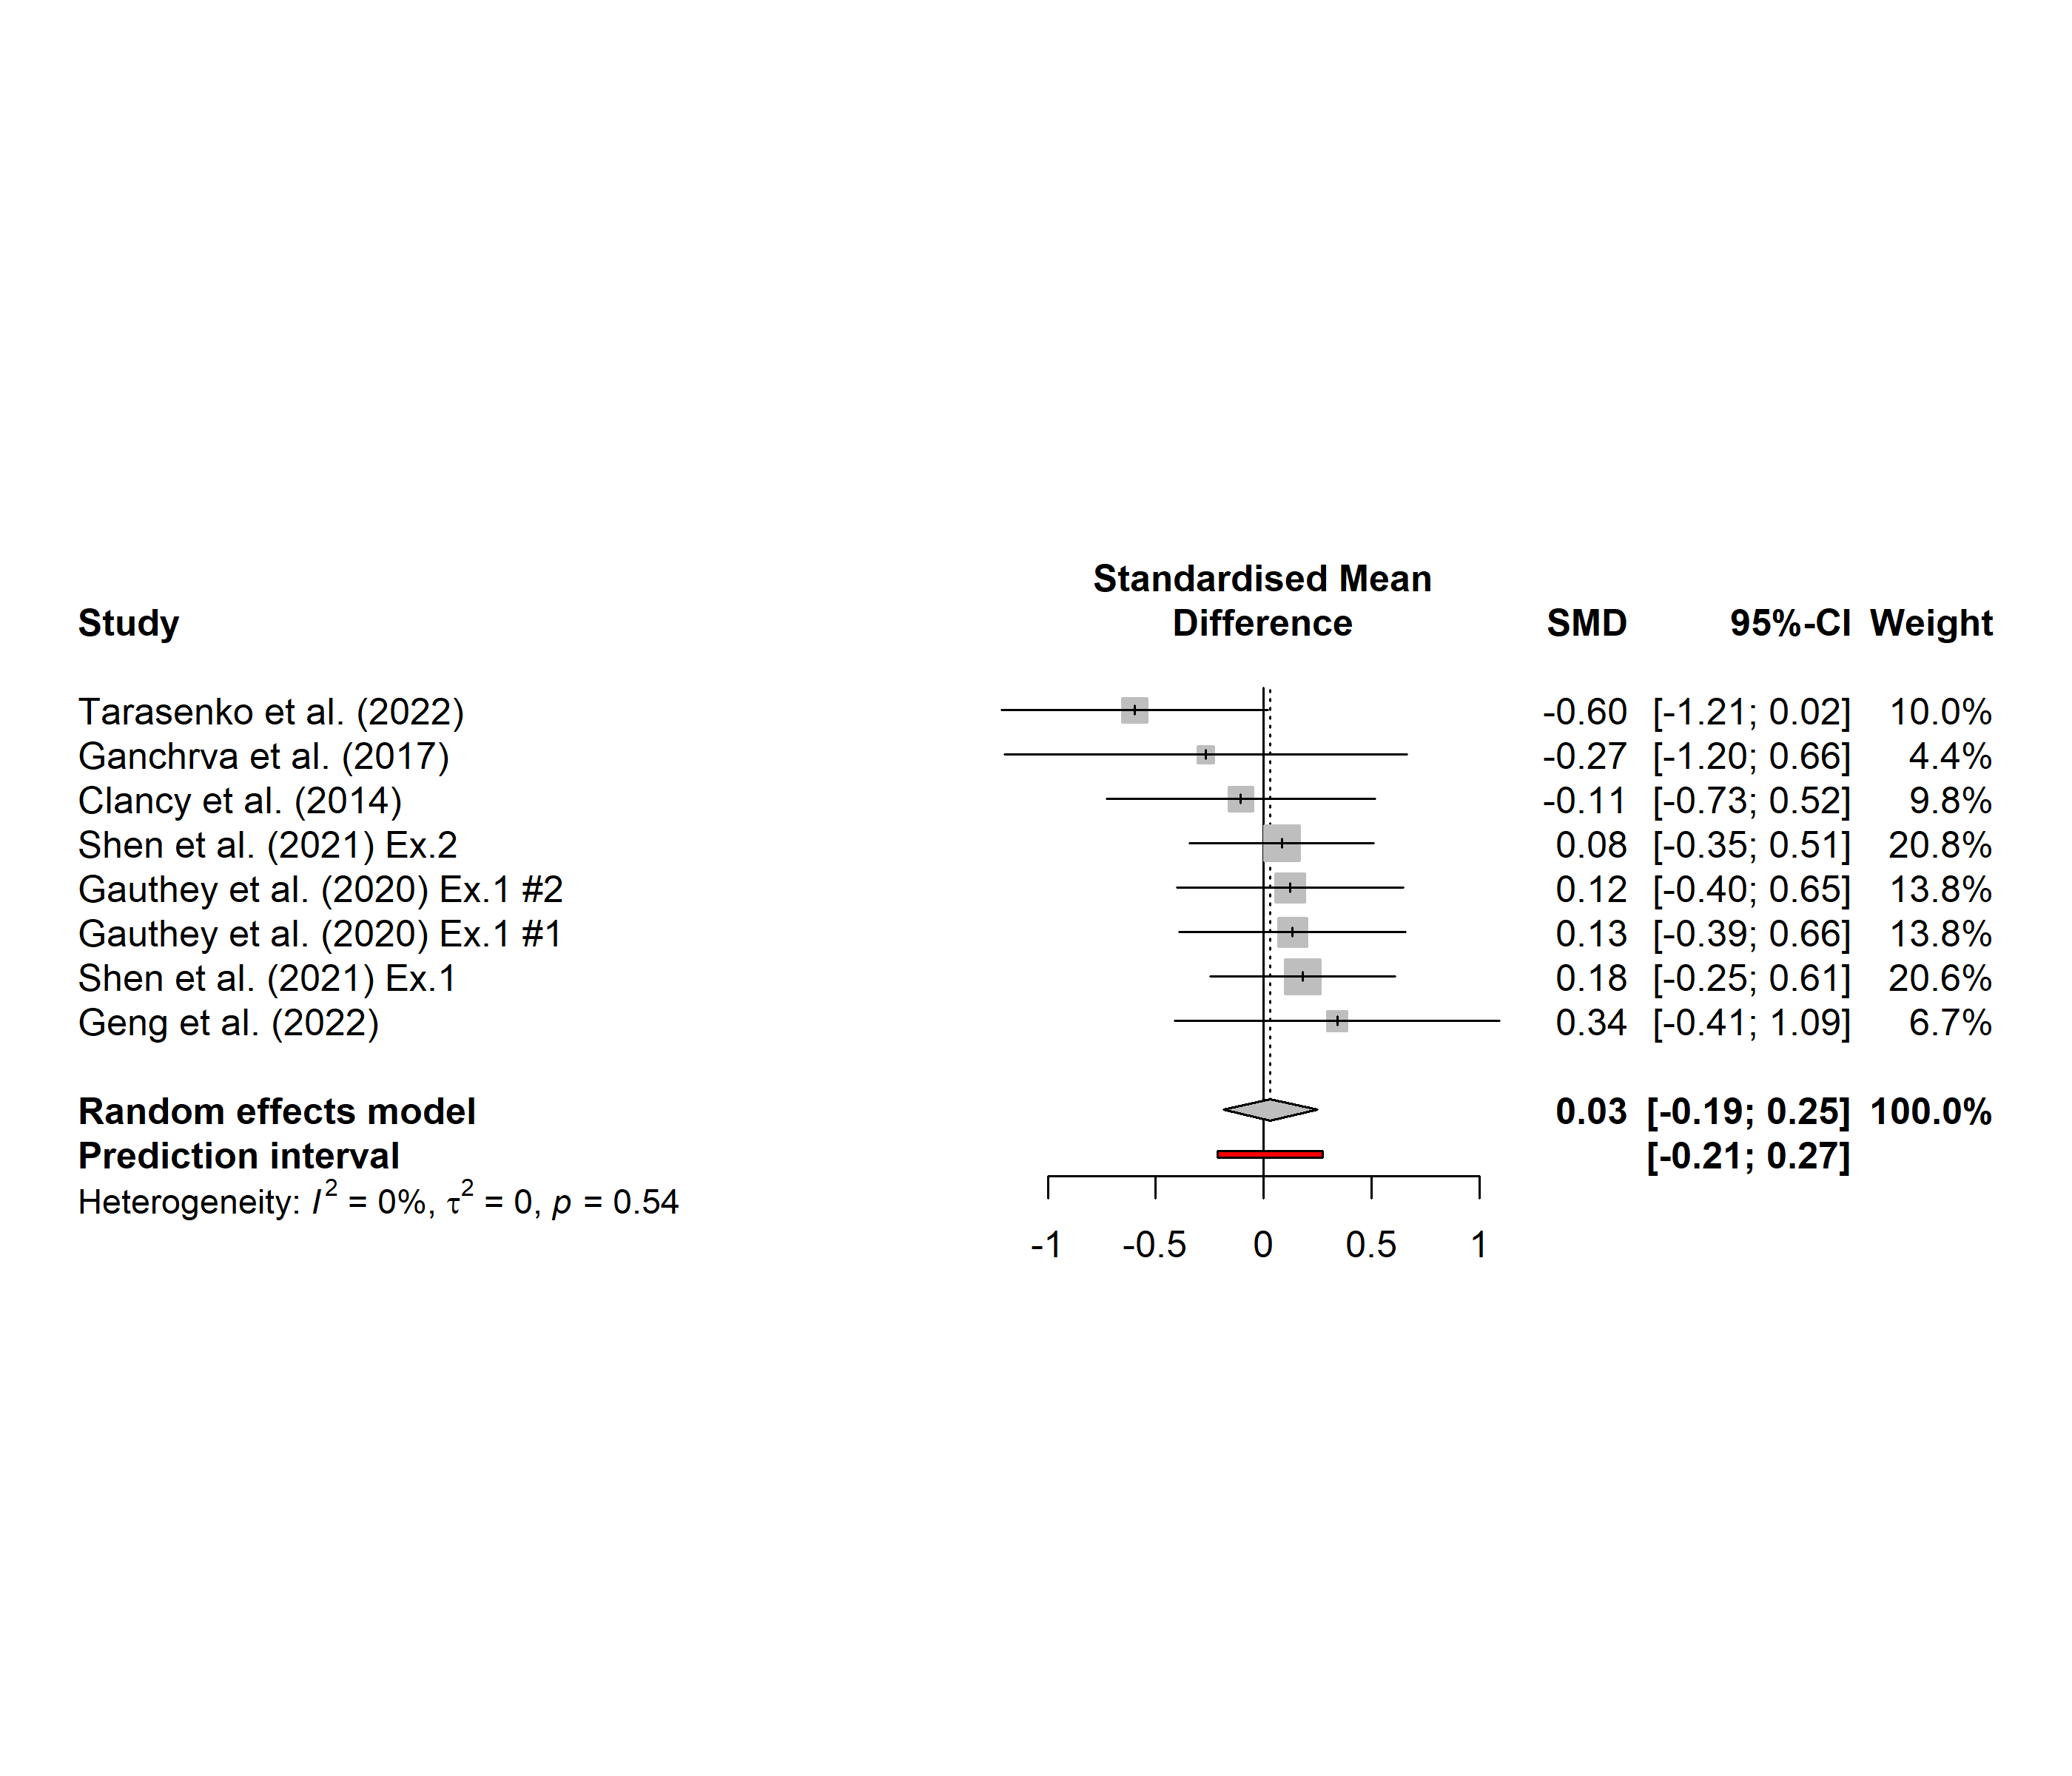 Standardised Mean
Study Difference SMD 95%-CI Weight
Tarasenko et al. (2022) -0.60 [-1.21; 0.02] 10.0%
Ganchrva et al. (2017) -0.27 [-1.20; 0.66] 4.4%
Clancy et al. (2014) -0.11 [-0.73; 0.52] 9.8%
Shen et al. (2021) Ex.2 0.08 [-0.35; 0.51] 20.8%
Gauthey et al. (2020) Ex.1 #2 0.12 [-0.40; 0.65] 13.8%
Gauthey et al. (2020) Ex.1 #1 0.13 [-0.39; 0.66] 13.8%
Shen et al. (2021) Ex.1 0.18 [-0.25; 0.61] 20.6%
Geng et al. (2022) 0.34 [-0.41; 1.09] 6.7%
Random effects model 0.03 [-0.19; 0.25] 100.0%
Prediction interval [-0.21; 0.27]
Heterogeneity: I² = 0%, τ² = 0, p = 0.54
-1 -0.5 0 0.5 1